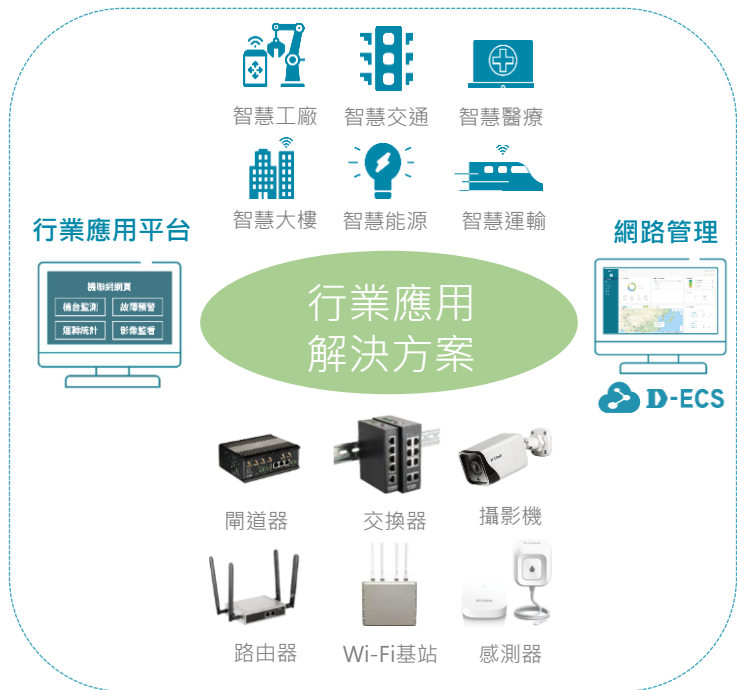 智慧工廠
智慧交通
智慧醫療
智慧大樓
智慧能源
智慧運輸
行業應用平台
機聯網網頁
機台監測
故障預警
運轉統計
影像監看
行業應用
解決方案
網路管理
D-ECS
閘道器
交換器
攝影機
路由器
Wi-Fi基站
感測器